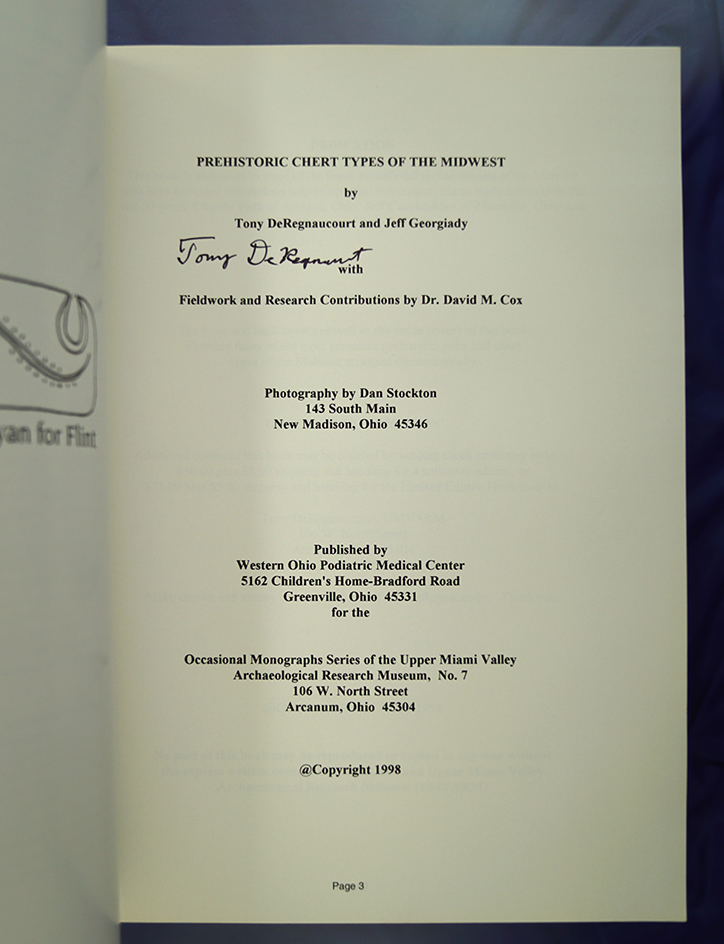 PREHISTORIC CHERT TYPES OF THE MIDWEST
by
Tony DeRegnaucourt and Jeff Georgiady
Tony DeRegnaucourt
with
Fieldwork and Research Contributions by Dr. David M. Cox
Photography by Dan Stockton
143 South Main
New Madison, Ohio 45346
for Flint
Published by
Western Ohio Podiatric Medical Center
5162 Children's Home-Bradford Road
Greenville, Ohio 45331
for the
Occasional Monographs Series of the Upper Miami Valley
Archaeological Research Museum, No. 7
106 W. North Street
Arcanum, Ohio 45304
@Copyright 1998
Page 3